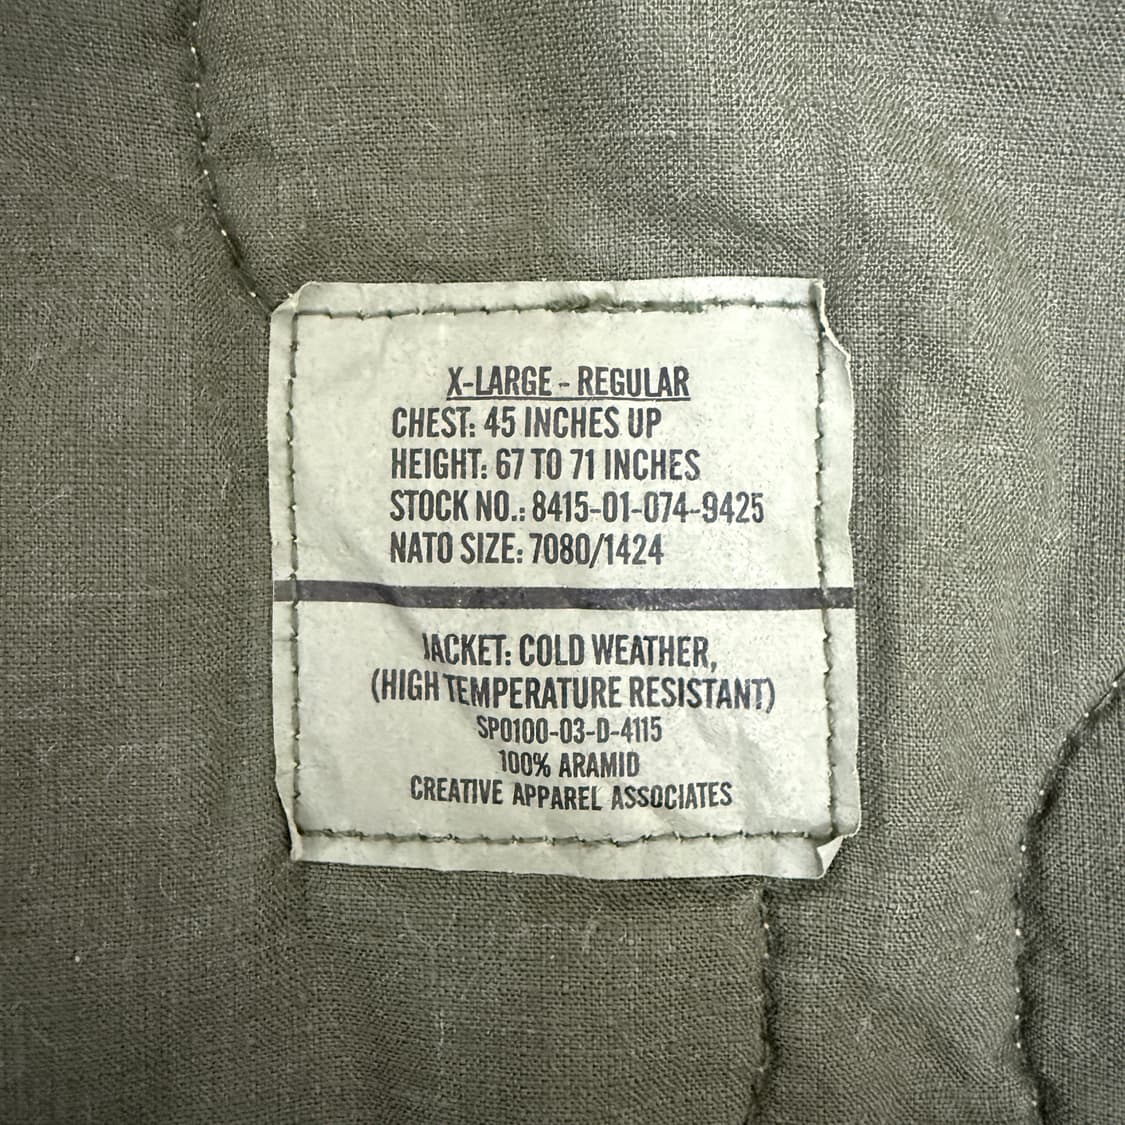 X-LARGE - REGULAR
CHEST: 45 INCHES UP
HEIGHT: 67 TO 71 INCHES
STOCK NO.: 8415-01-074-9425
NATO SIZE: 7080/1424
JACKET: COLD WEATHER,
(HIGH TEMPERATURE RESISTANT)
SP0100-03-D-4115
100% ARAMID
CREATIVE APPAREL ASSOCIATES